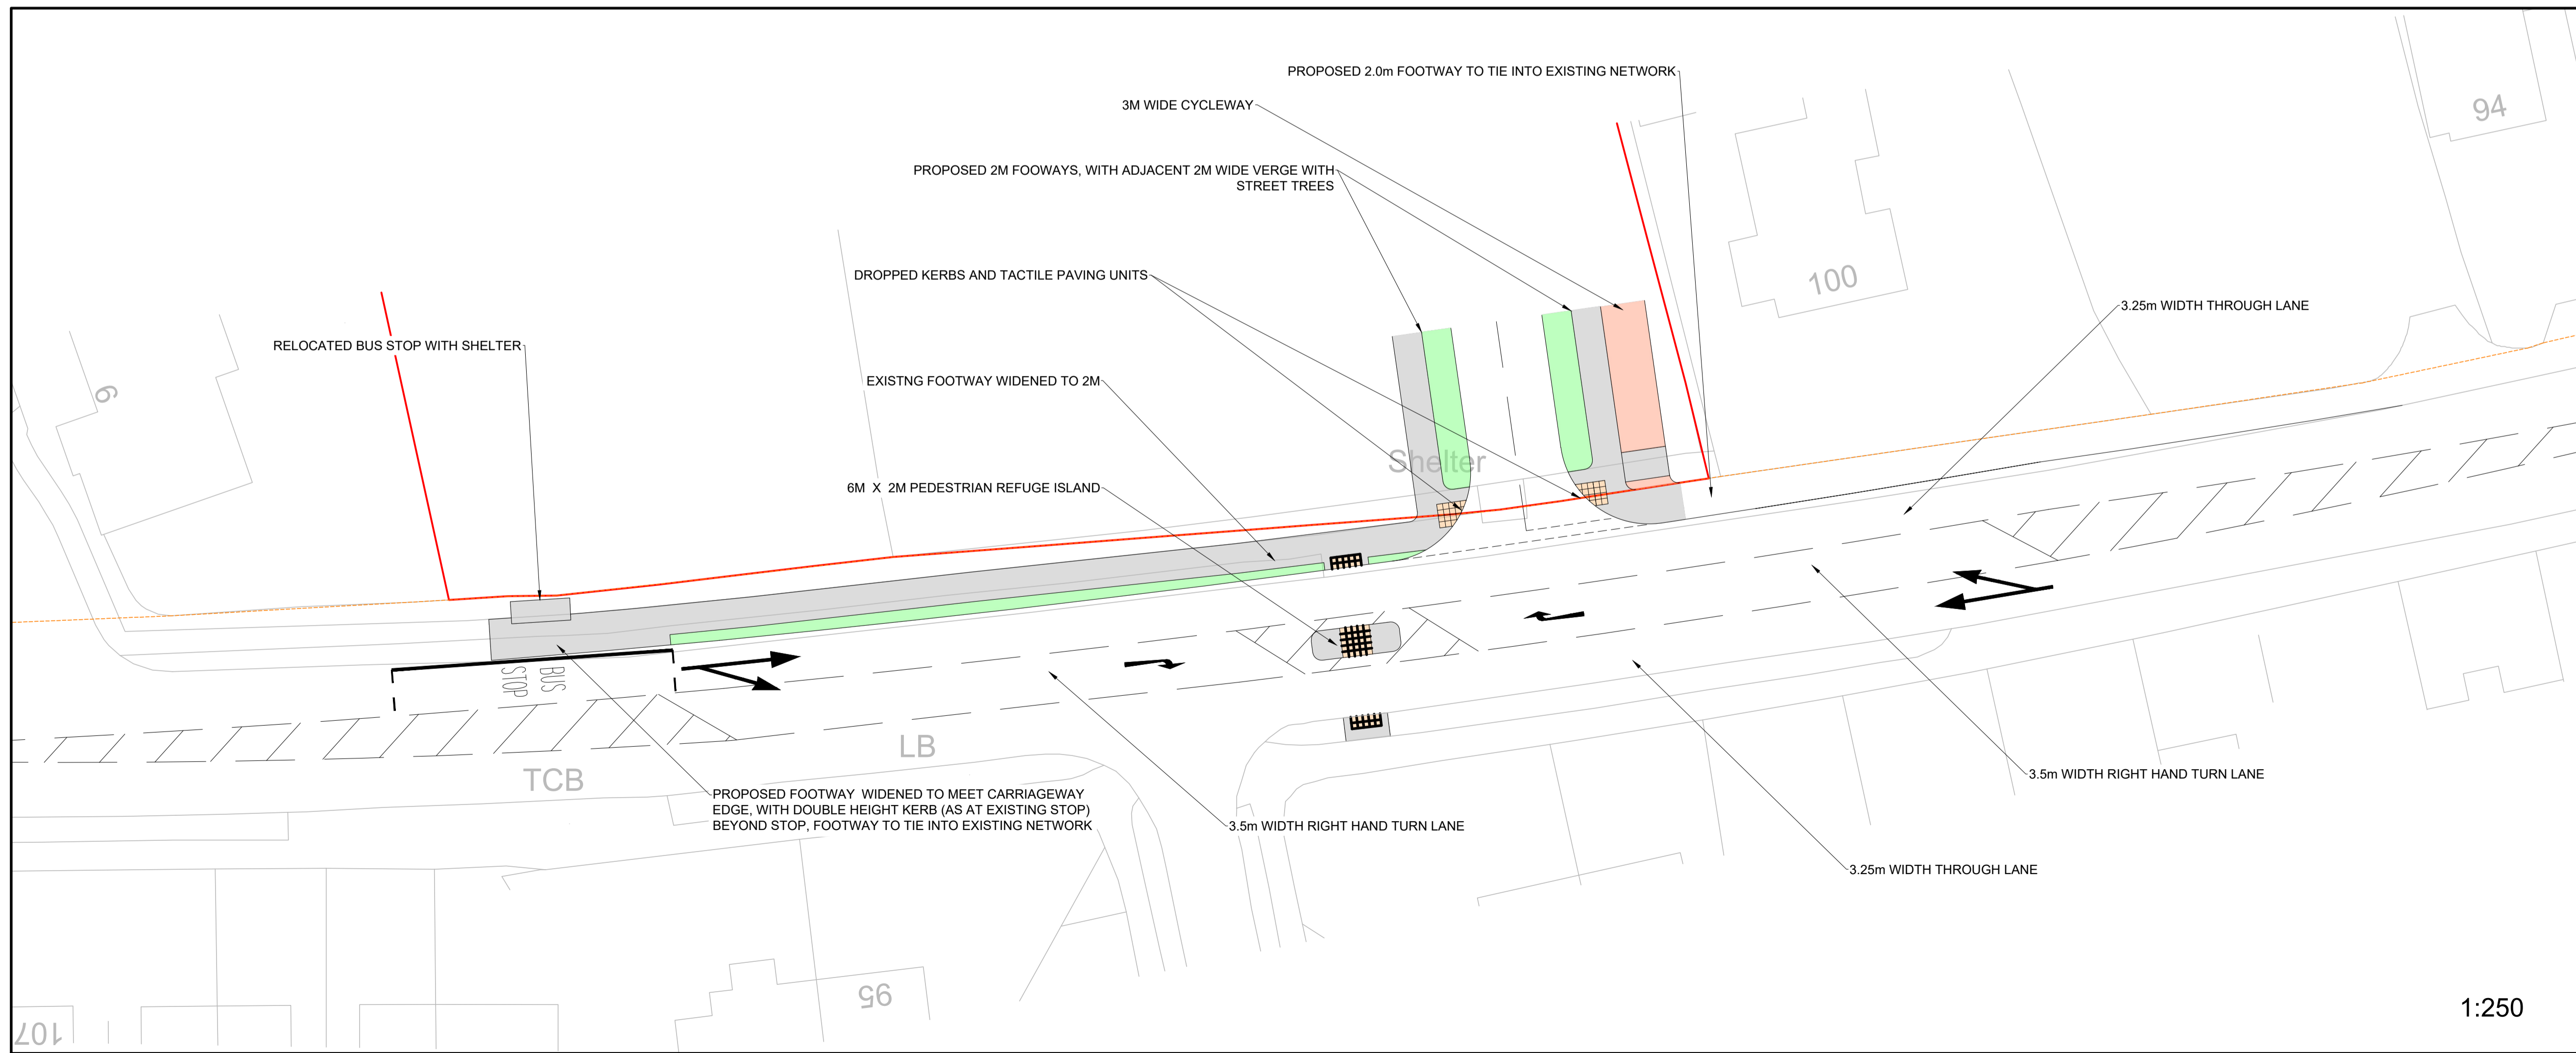 PROPOSED 2.0m FOOTWAY TO TIE INTO EXISTING NETWORK
3M WIDE CYCLEWAY
94
PROPOSED 2M FOOWAYS, WITH ADJACENT 2M WIDE VERGE WITH
STREET TREES
DROPPED KERBS AND TACTILE PAVING UNITS
100
3.25m WIDTH THROUGH LANE
RELOCATED BUS STOP WITH SHELTER
EXISTNG FOOTWAY WIDENED TO 2M
9
Shelter
6M X 2M PEDESTRIAN REFUGE ISLAND
BUS
STOP
LB
TCB
3.5m WIDTH RIGHT HAND TURN LANE
PROPOSED FOOTWAY WIDENED TO MEET CARRIAGEWAY
EDGE, WITH DOUBLE HEIGHT KERB (AS AT EXISTING STOP)
BEYOND STOP, FOOTWAY TO TIE INTO EXISTING NETWORK
3.5m WIDTH RIGHT HAND TURN LANE
3.25m WIDTH THROUGH LANE
95
107
1:250